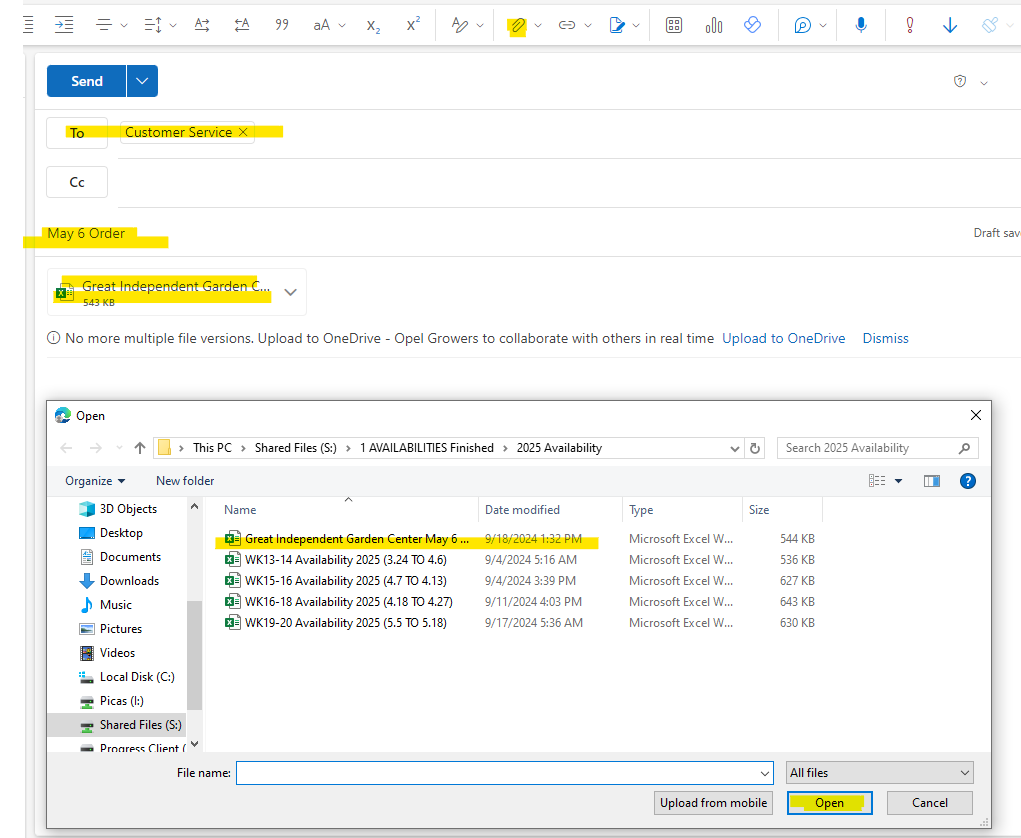 99 aA X₂ X²
Send
To Customer Service
Cc
May 6 Order Draft sav
Great Independent Garden C...
543 KB
No more multiple file versions. Upload to OneDrive - Opel Growers to collaborate with others in real time Upload to OneDrive Dismiss
Open
This PC Shared Files (S:) 1 AVAILABILITIES Finished 2025 Availability Search 2025 Availability
Organize New folder
Name Date modified Type Size
3D Objects
Desktop
Documents
Downloads
Music
Pictures
Videos
Local Disk (C:)
Picas (I:)
Shared Files (S:)
Progress Client (
Great Independent Garden Center May 6 ... 9/18/2024 1:32 PM Microsoft Excel W... 544 KB
WK13-14 Availability 2025 (3.24 TO 4.6) 9/4/2024 5:16 AM Microsoft Excel W... 536 KB
WK15-16 Availability 2025 (4.7 TO 4.13) 9/4/2024 3:39 PM Microsoft Excel W... 627 KB
WK16-18 Availability 2025 (4.18 TO 4.27) 9/11/2024 4:03 PM Microsoft Excel W... 643 KB
WK19-20 Availability 2025 (5.5 TO 5.18) 9/17/2024 5:36 AM Microsoft Excel W... 630 KB
File name: All files
Upload from mobile Open Cancel